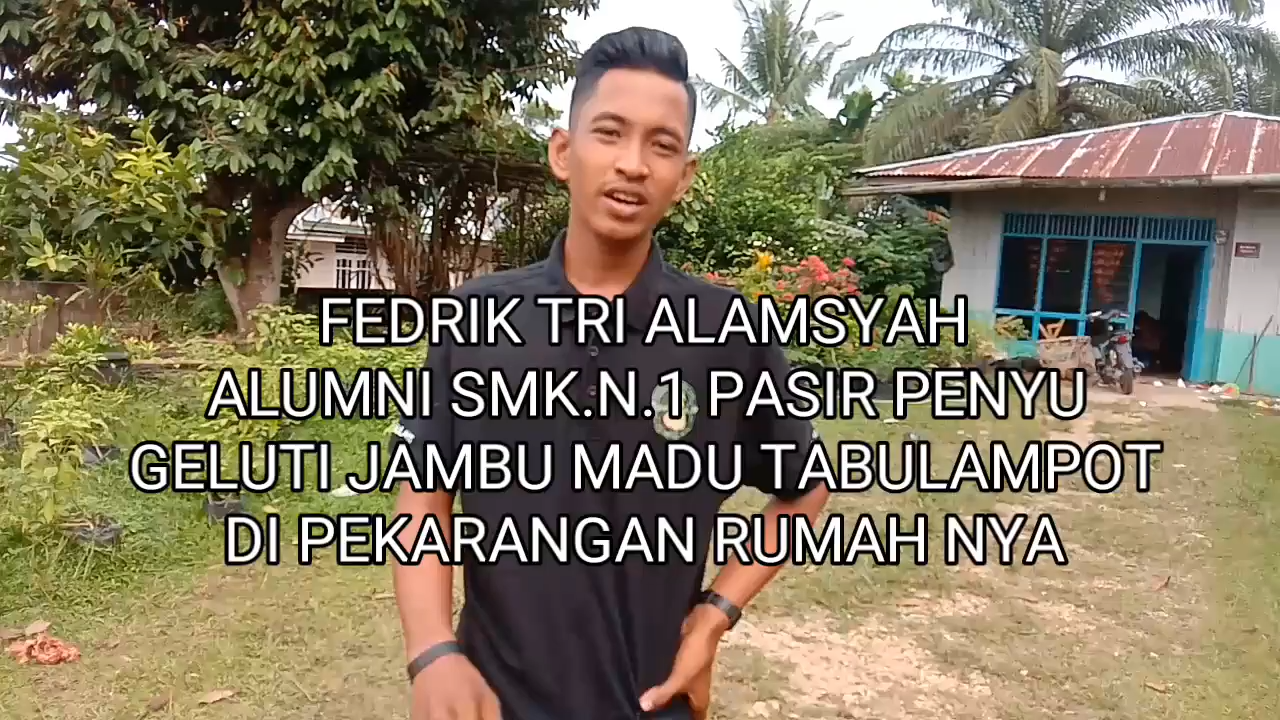 FEDRIK TRI ALAMSYAH
ALUMNI SMK.N.1 PASIR PENYU
GELUTI JAMBU MADU TABULAMPOT
DI PEKARANGAN RUMAH NYA